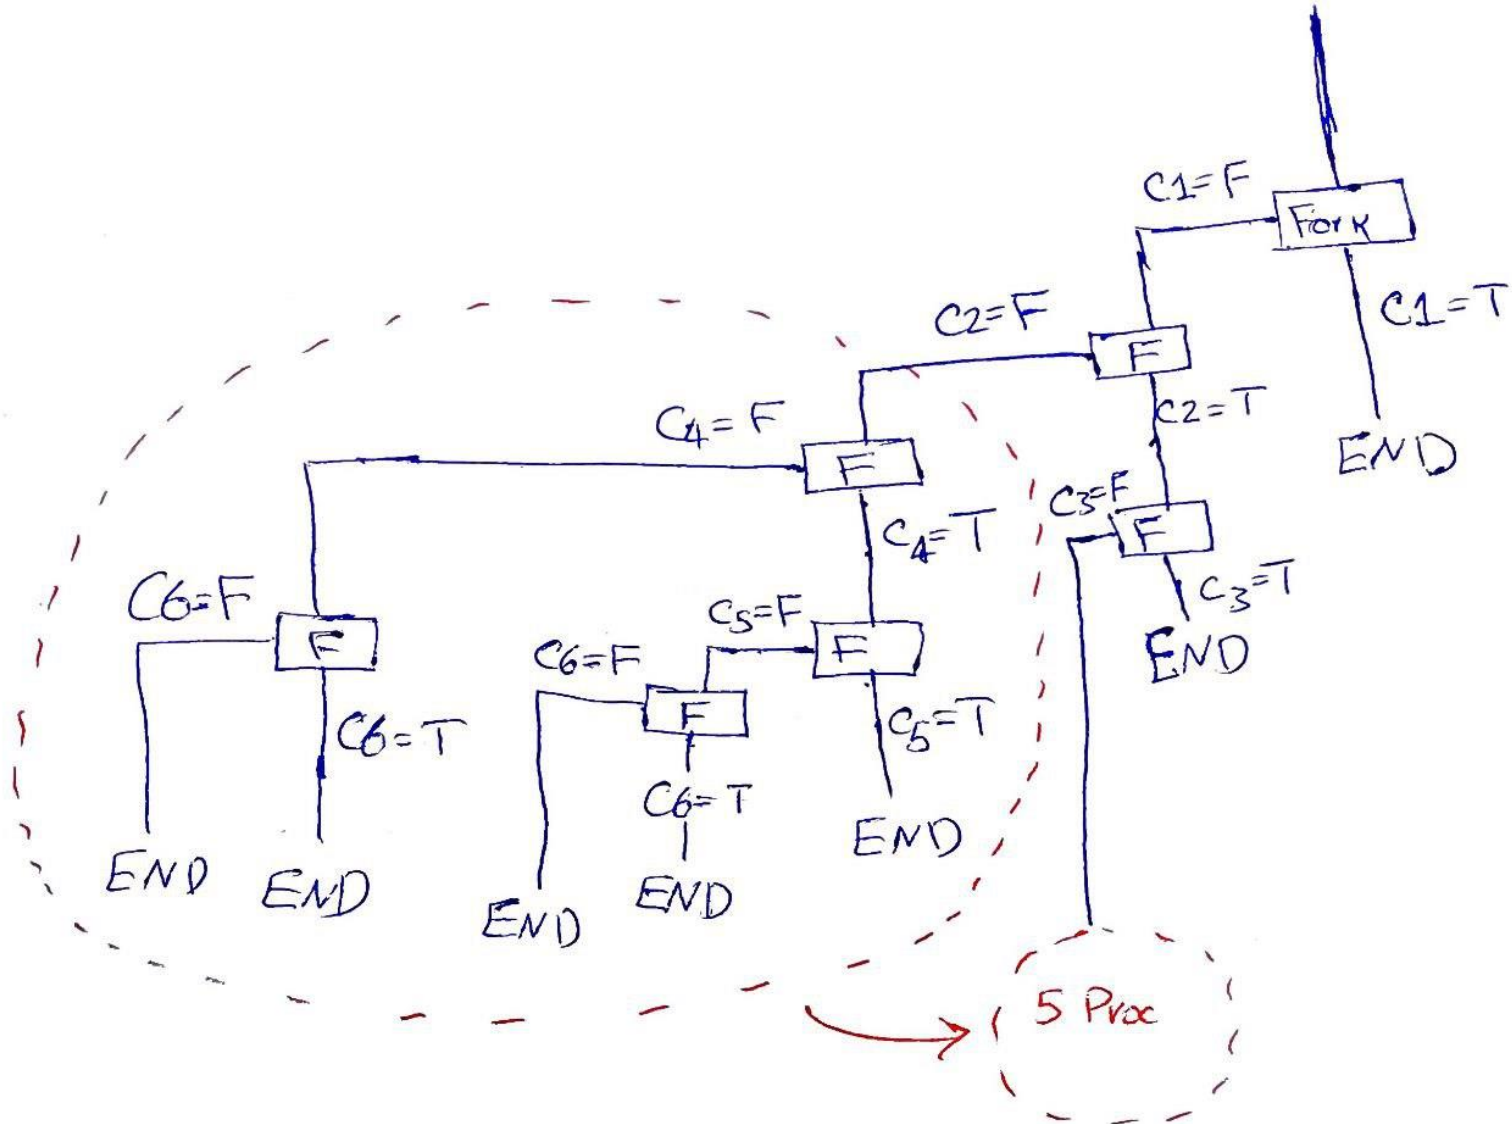 C1=F
Fork
C1=T
C2=F
F
C2=T
END
C4=F
F
C3=F
F
C4=T
C3=T
END
C6=F
F
C5=F
F
C6=F
F
C5=T
C6=T
C6=T
END
END
END
END
END
5 Proc